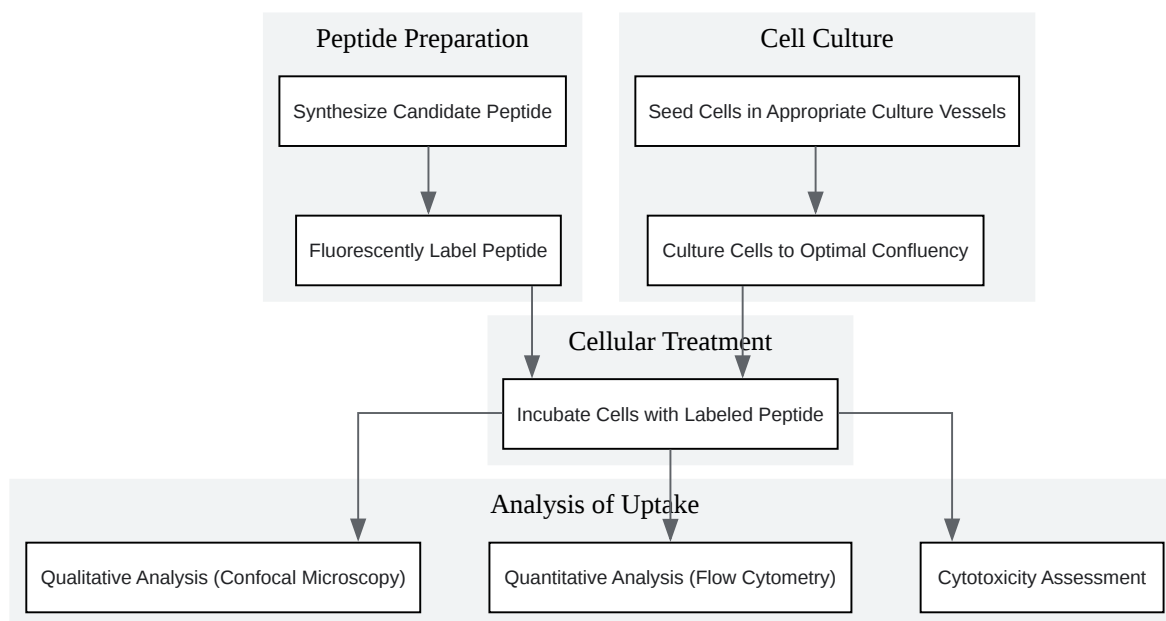 Peptide Preparation
Cell Culture
Synthesize Candidate Peptide
Seed Cells in Appropriate Culture Vessels
Fluorescently Label Peptide
Culture Cells to Optimal Confluency
Cellular Treatment
Incubate Cells with Labeled Peptide
Analysis of Uptake
Qualitative Analysis (Confocal Microscopy)
Quantitative Analysis (Flow Cytometry)
Cytotoxicity Assessment